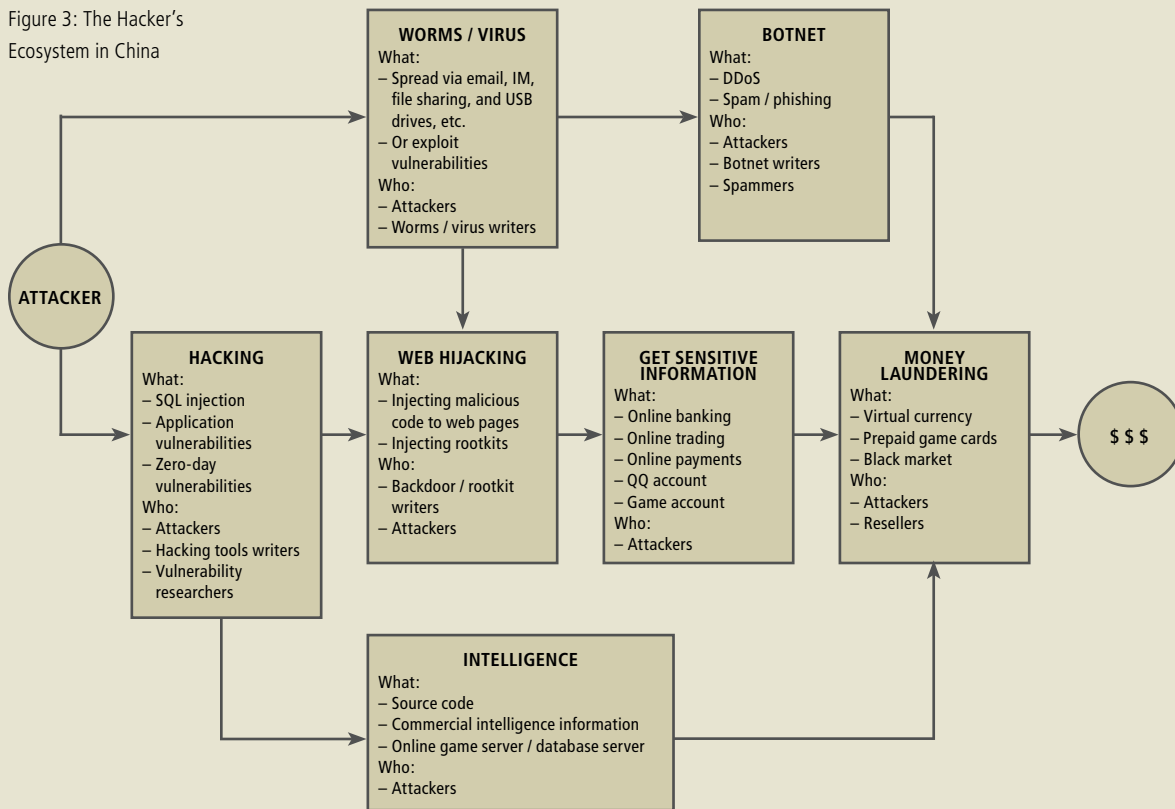 Figure 3: The Hacker's
Ecosystem in China
WORMS / VIRUS
What:
– Spread via email, IM,
file sharing, and USB
drives, etc.
– Or exploit
vulnerabilities
Who:
– Attackers
– Worms / virus writers
BOTNET
What:
– DDoS
– Spam / phishing
Who:
– Attackers
– Botnet writers
– Spammers
ATTACKER
HACKING
What:
– SQL injection
– Application
vulnerabilities
– Zero-day
vulnerabilities
Who:
– Attackers
– Hacking tools writers
– Vulnerability
researchers
WEB HIJACKING
What:
– Injecting malicious
code to web pages
– Injecting rootkits
Who:
– Backdoor / rootkit
writers
– Attackers
GET SENSITIVE
INFORMATION
What:
– Online banking
– Online trading
– Online payments
– QQ account
– Game account
Who:
– Attackers
MONEY
LAUNDERING
What:
– Virtual currency
– Prepaid game cards
– Black market
Who:
– Attackers
– Resellers
$ $ $
INTELLIGENCE
What:
– Source code
– Commercial intelligence information
– Online game server / database server
Who:
– Attackers